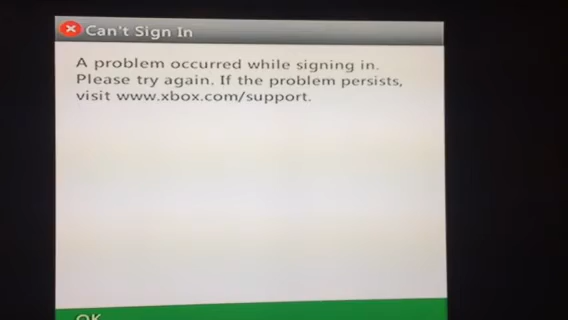 Can't Sign In
A problem occurred while signing in.
Please try again. If the problem persists,
visit www.xbox.com/support.
OK